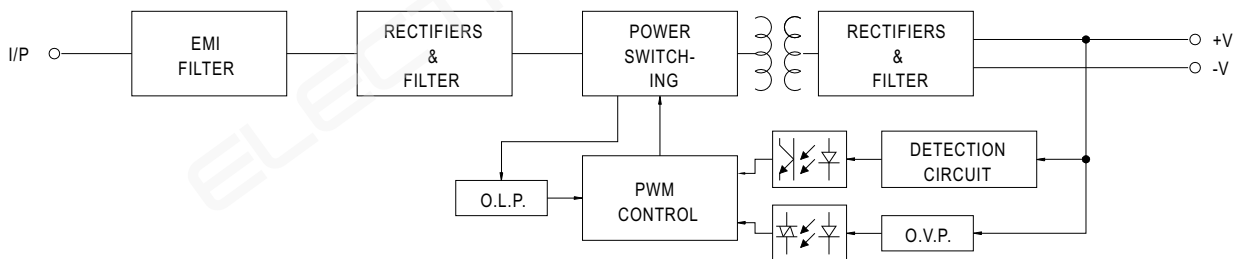 I/P
EMI
FILTER
RECTIFIERS
&
FILTER
POWER
SWITCH-
ING
RECTIFIERS
&
FILTER
+V
-V
O.L.P.
PWM
CONTROL
DETECTION
CIRCUIT
O.V.P.